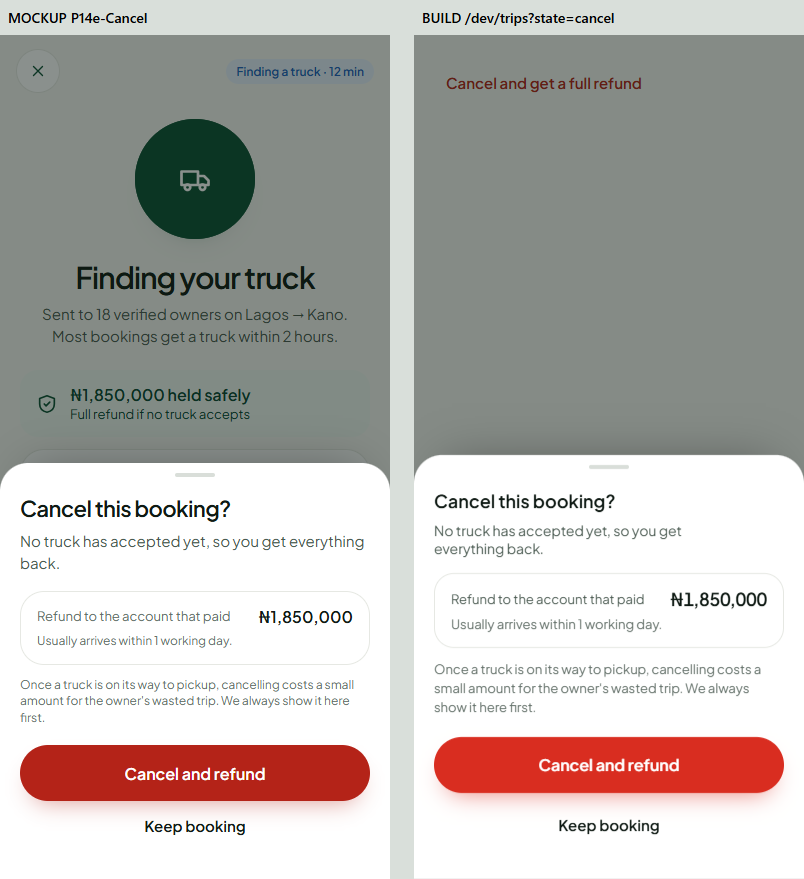 MOCKUP P14e-Cancel
Finding a truck · 12 min
Finding your truck
Sent to 18 verified owners on Lagos → Kano.
Most bookings get a truck within 2 hours.
₦1,850,000 held safely
Full refund if no truck accepts
Cancel this booking?
No truck has accepted yet, so you get everything
back.
Refund to the account that paid ₦1,850,000
Usually arrives within 1 working day.
Once a truck is on its way to pickup, cancelling costs a small
amount for the owner's wasted trip. We always show it here
first.
Cancel and refund
Keep booking
BUILD /dev/trips?state=cancel
Cancel and get a full refund
Cancel this booking?
No truck has accepted yet, so you get
everything back.
Refund to the account that paid ₦1,850,000
Usually arrives within 1 working day.
Once a truck is on its way to pickup, cancelling costs a
small amount for the owner's wasted trip. We always
show it here first.
Cancel and refund
Keep booking